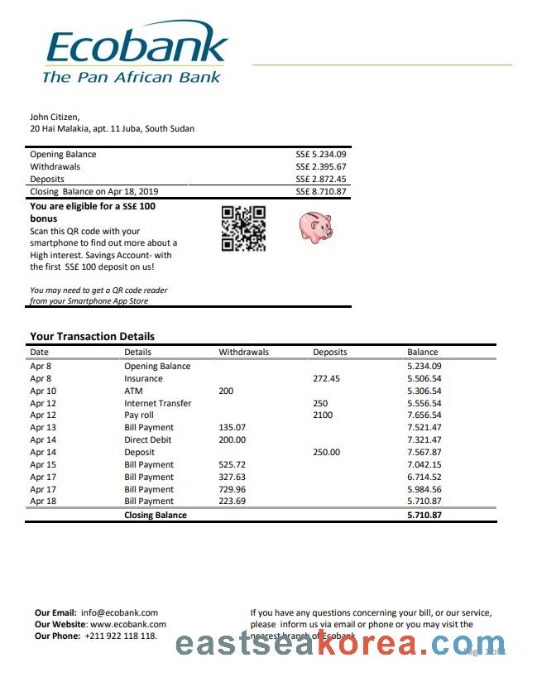 Ecobank
The Pan African Bank
John Citizen,
20 Hai Malakia, apt. 11 Juba, South Sudan
Opening Balance SS£ 5.234.09
Withdrawals SS£ 2.395.67
Deposits SS£ 2.872.45
Closing Balance on Apr 18, 2019 SS£ 8.710.87
You are eligible for a SS£ 100
bonus
Scan this QR code with your
smartphone to find out more about a
High interest. Savings Account- with
the first SS£ 100 deposit on us!
You may need to get a QR code reader
from your Smartphone App Store
Your Transaction Details
Date Details Withdrawals Deposits Balance
Apr 8 Opening Balance 5.234.09
Apr 8 Insurance 272.45 5.506.54
Apr 10 ATM 200 5.306.54
Apr 12 Internet Transfer 250 5.556.54
Apr 12 Pay roll 2100 7.656.54
Apr 13 Bill Payment 135.07 7.521.47
Apr 14 Direct Debit 200.00 7.321.47
Apr 14 Deposit 250.00 7.567.87
Apr 15 Bill Payment 525.72 7.042.15
Apr 17 Bill Payment 327.63 6.714.52
Apr 17 Bill Payment 729.96 5.984.56
Apr 18 Bill Payment 223.69 5.710.87
Closing Balance 5.710.87
Our Email: info@ecobank.com
Our Website: www.ecobank.com
Our Phone: +211 922 118 118.
If you have any questions concerning your bill, or our service,
please inform us via email or phone or you may visit the
nearest branch of Ecobank
eastseakorea.com